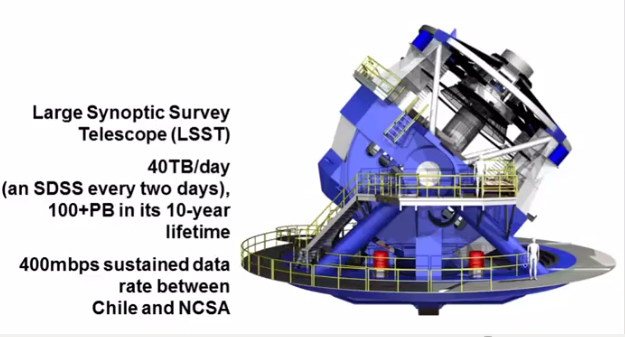 Large Synoptic Survey
Telescope (LSST)
40TB/day
(an SDSS every two days),
100+PB in its 10-year
lifetime
400mbps sustained data
rate between
Chile and NCSA